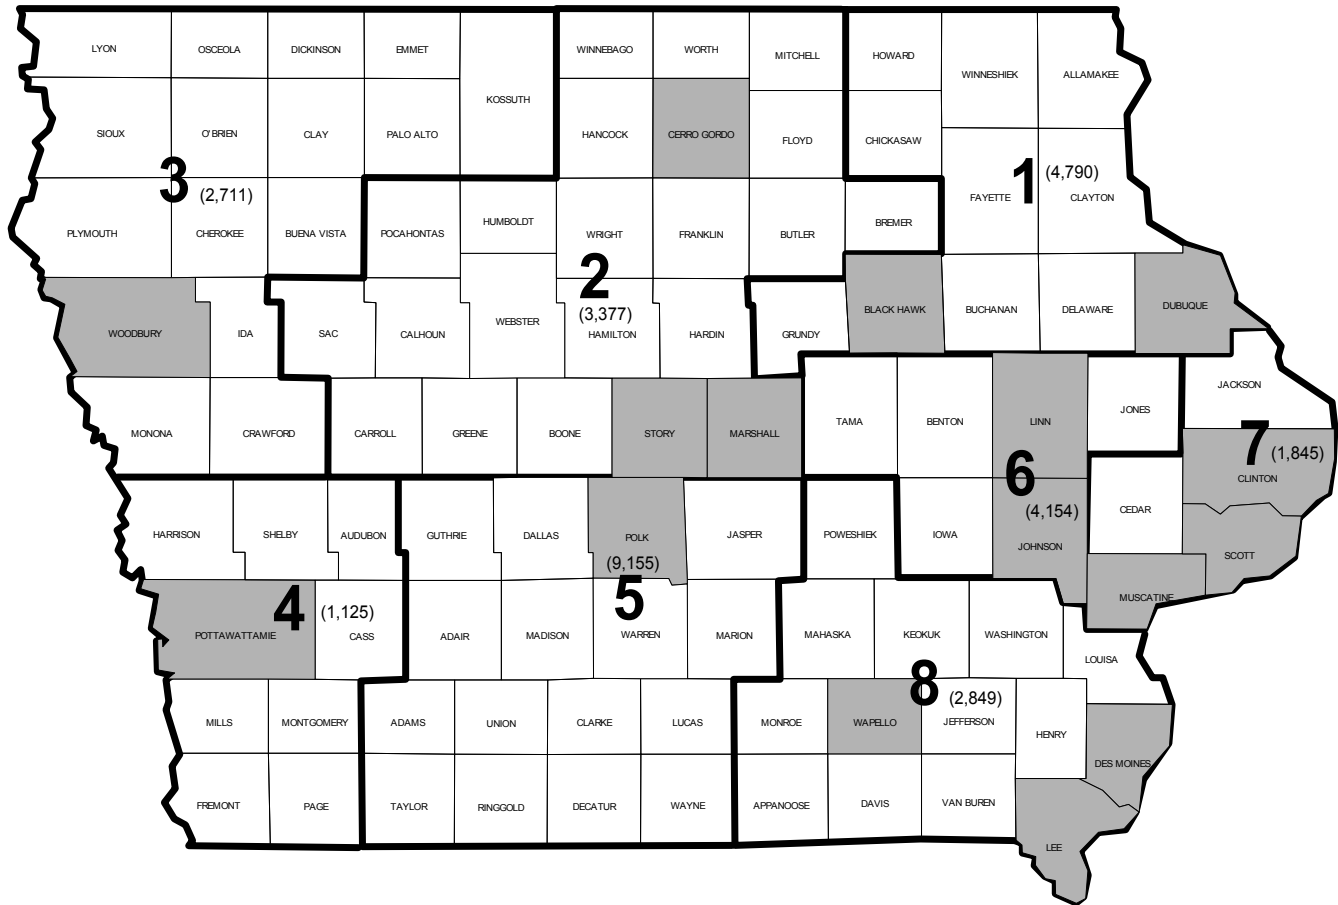 LYON OSCEOLA DICKINSON EMMET WINNEBAGO WORTH MITCHELL HOWARD
WINNESHIEK ALLAMAKEE
KOSSUTH
SIOUX O'BRIEN CLAY PALO ALTO HANCOCK CERRO GORDO FLOYD CHICKASAW
3 (2,711)
1 (4,790)
FAYETTE CLAYTON
PLYMOUTH CHEROKEE BUENA VISTA POCAHONTAS HUMBOLDT WRIGHT FRANKLIN BUTLER BREMER
2
(3,377)
WOODBURY IDA SAC CALHOUN WEBSTER HAMILTON HARDIN GRUNDY BLACK HAWK BUCHANAN DELAWARE DUBUQUE
JACKSON
MONONA CRAWFORD CARROLL GREENE BOONE STORY MARSHALL TAMA BENTON LINN JONES
7 (1,845)
CLINTON
6
(4,154)
CEDAR
HARRISON SHELBY AUDUBON GUTHRIE DALLAS POLK JASPER POWESHIEK IOWA JOHNSON
SCOTT
(9,155)
5
MUSCATINE
4 (1,125)
POTTAWATTAMIE CASS ADAIR MADISON WARREN MARION MAHASKA KEOKUK WASHINGTON
LOUISA
8 (2,849)
MILLS MONTGOMERY ADAMS UNION CLARKE LUCAS MONROE WAPELLO JEFFERSON HENRY
DES MOINES
FREMONT PAGE TAYLOR RINGGOLD DECATUR WAYNE APPANOOSE DAVIS VAN BUREN
LEE